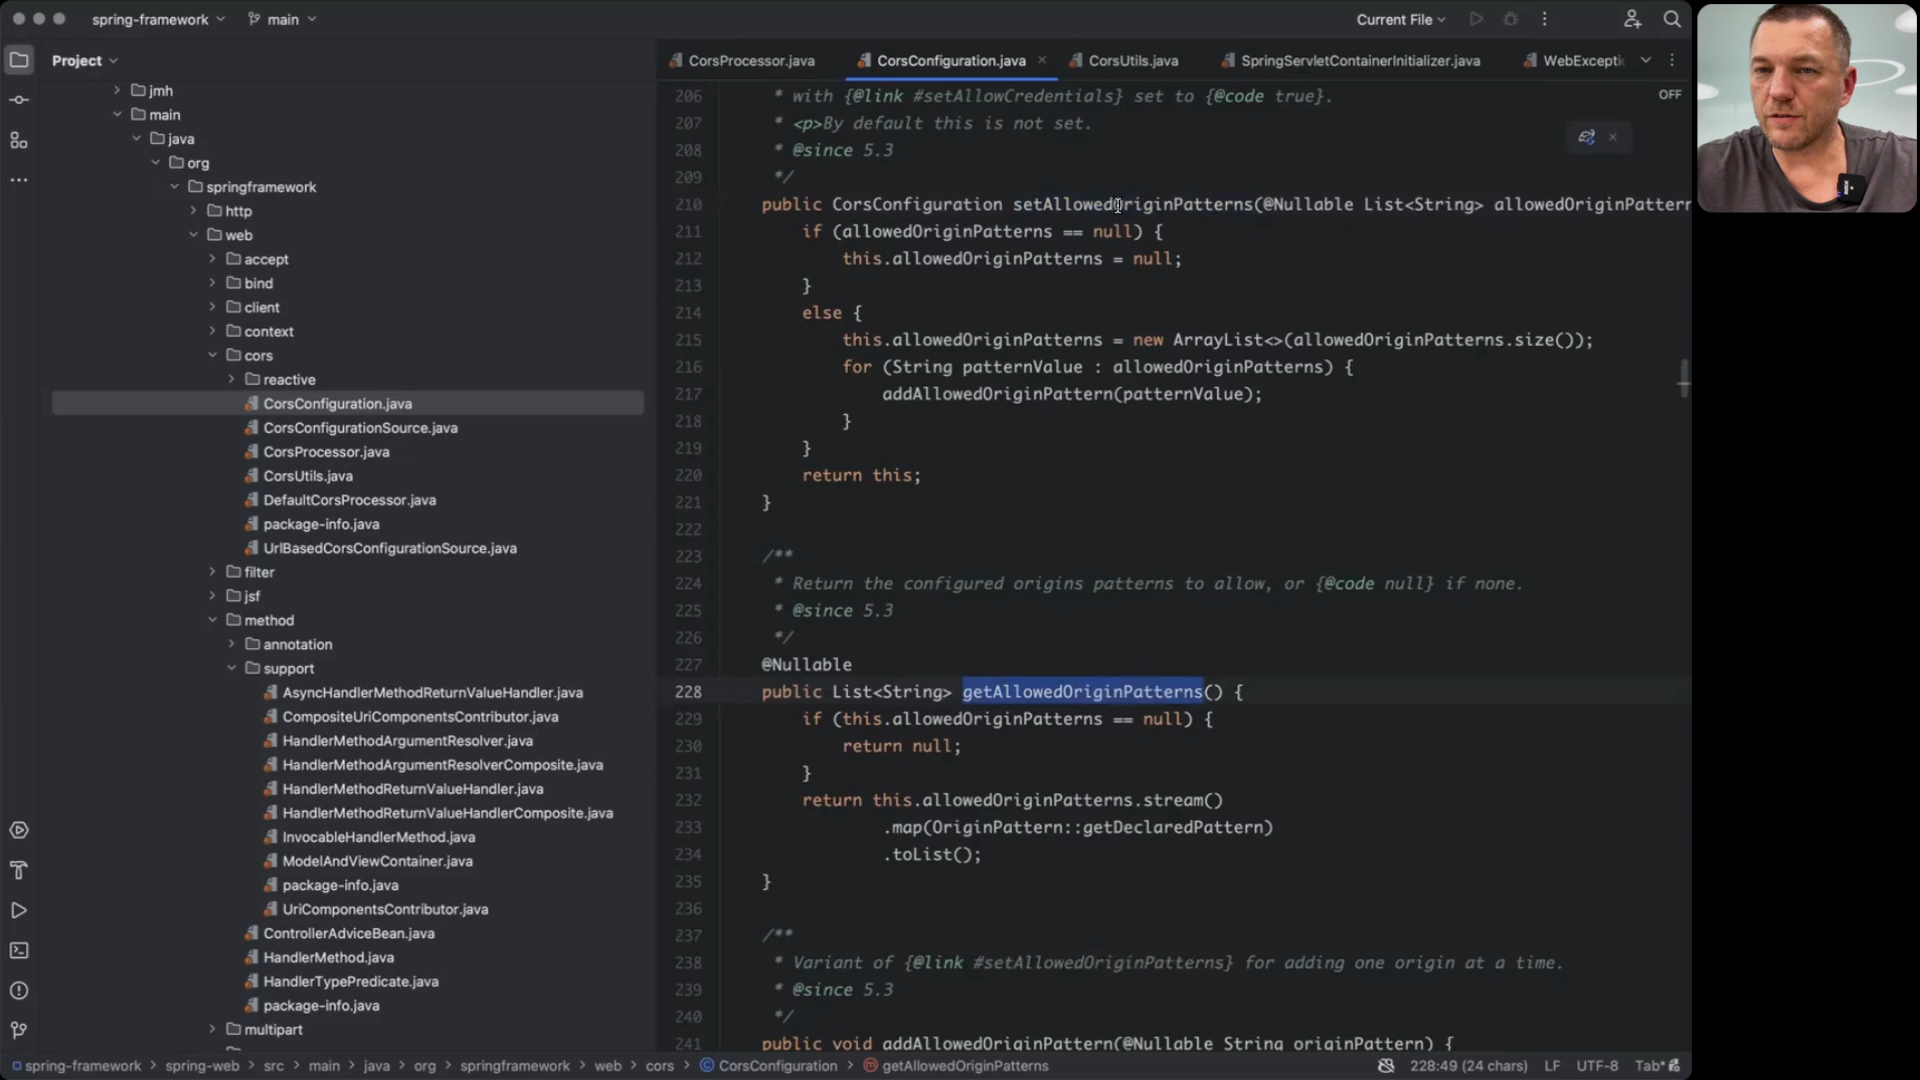 spring-framework main Current File
Project
CorsProcessor.java CorsConfiguration.java CorsUtils.java SpringServletContainerInitializer.java WebExcepti
jmh
main
java
org
springframework
http
web
accept
bind
client
context
cors
reactive
CorsConfiguration.java
CorsConfigurationSource.java
CorsProcessor.java
CorsUtils.java
DefaultCorsProcessor.java
package-info.java
UrlBasedCorsConfigurationSource.java
filter
jsf
method
annotation
support
AsyncHandlerMethodReturnValueHandler.java
CompositeUriComponentsContributor.java
HandlerMethodArgumentResolver.java
HandlerMethodArgumentResolverComposite.java
HandlerMethodReturnValueHandler.java
HandlerMethodReturnValueHandlerComposite.java
InvocableHandlerMethod.java
ModelAndViewContainer.java
package-info.java
UriComponentsContributor.java
ControllerAdviceBean.java
HandlerMethod.java
HandlerTypePredicate.java
package-info.java
multipart
OFF
206 * with {@link #setAllowCredentials} set to {@code true}.
207 * <p>By default this is not set.
208 * @since 5.3
209 */
210 public CorsConfiguration setAllowedOriginPatterns(@Nullable List<String> allowedOriginPattern
211 if (allowedOriginPatterns == null) {
212 this.allowedOriginPatterns = null;
213 }
214 else {
215 this.allowedOriginPatterns = new ArrayList<>(allowedOriginPatterns.size());
216 for (String patternValue : allowedOriginPatterns) {
217 addAllowedOriginPattern(patternValue);
218 }
219 }
220 return this;
221 }
222
223 /**
224 * Return the configured origins patterns to allow, or {@code null} if none.
225 * @since 5.3
226 */
227 @Nullable
228 public List<String> getAllowedOriginPatterns() {
229 if (this.allowedOriginPatterns == null) {
230 return null;
231 }
232 return this.allowedOriginPatterns.stream()
233 .map(OriginPattern::getDeclaredPattern)
234 .toList();
235 }
236
237 /**
238 * Variant of {@link #setAllowedOriginPatterns} for adding one origin at a time.
239 * @since 5.3
240 */
241 public void addAllowedOriginPattern(@Nullable String originPattern) {
spring-framework > spring-web > src > main > java > org > springframework > web > cors > CorsConfiguration > getAllowedOriginPatterns 228:49 (24 chars) LF UTF-8 Tab*